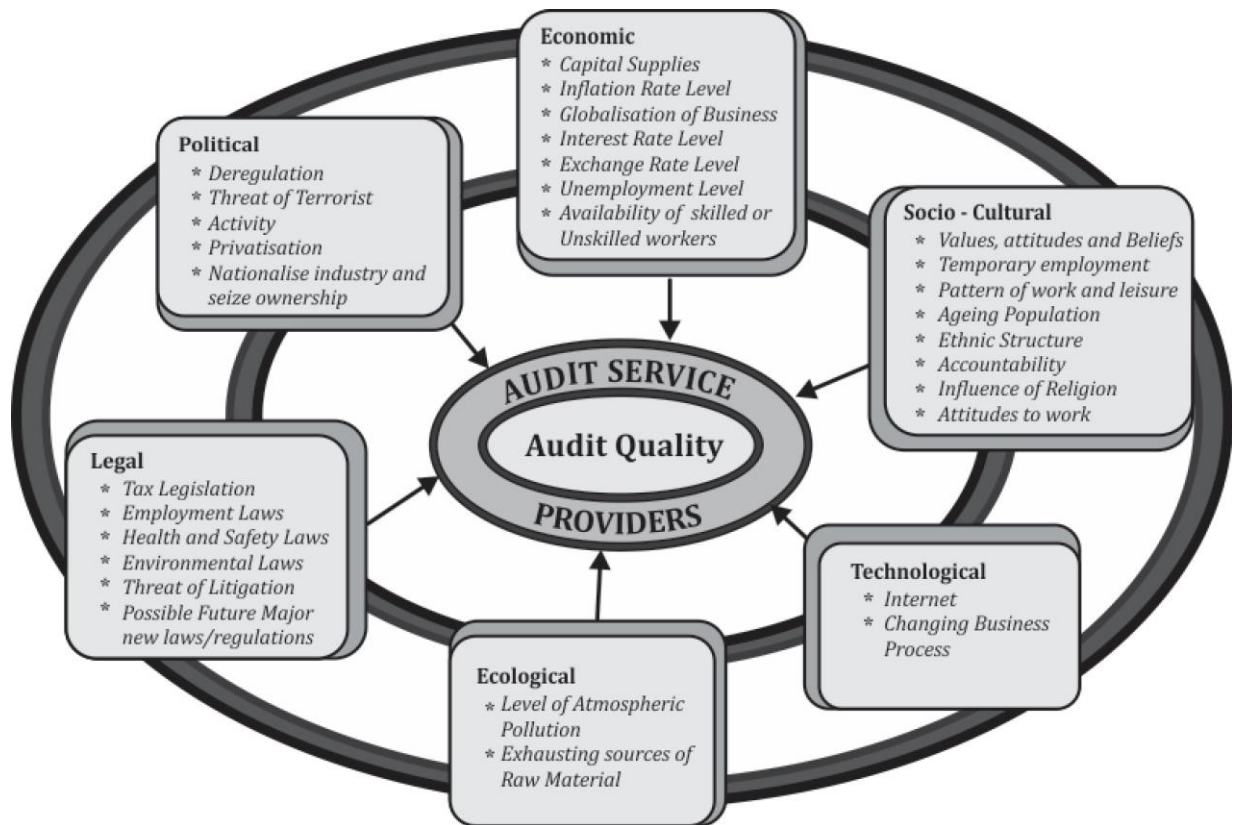 Economic
* Capital Supplies
* Inflation Rate Level
* Globalisation of Business
* Interest Rate Level
* Exchange Rate Level
* Unemployment Level
* Availability of skilled or
Unskilled workers
Political
* Deregulation
* Threat of Terrorist
* Activity
* Privatisation
* Nationalise industry and
seize ownership
Socio - Cultural
* Values, attitudes and Beliefs
* Temporary employment
* Pattern of work and leisure
* Ageing Population
* Ethnic Structure
* Accountability
* Influence of Religion
* Attitudes to work
AUDIT SERVICE
Audit Quality
PROVIDERS
Legal
* Tax Legislation
* Employment Laws
* Health and Safety Laws
* Environmental Laws
* Threat of Litigation
* Possible Future Major
new laws/regulations
Technological
* Internet
* Changing Business
Process
Ecological
* Level of Atmospheric
Pollution
* Exhausting sources of
Raw Material